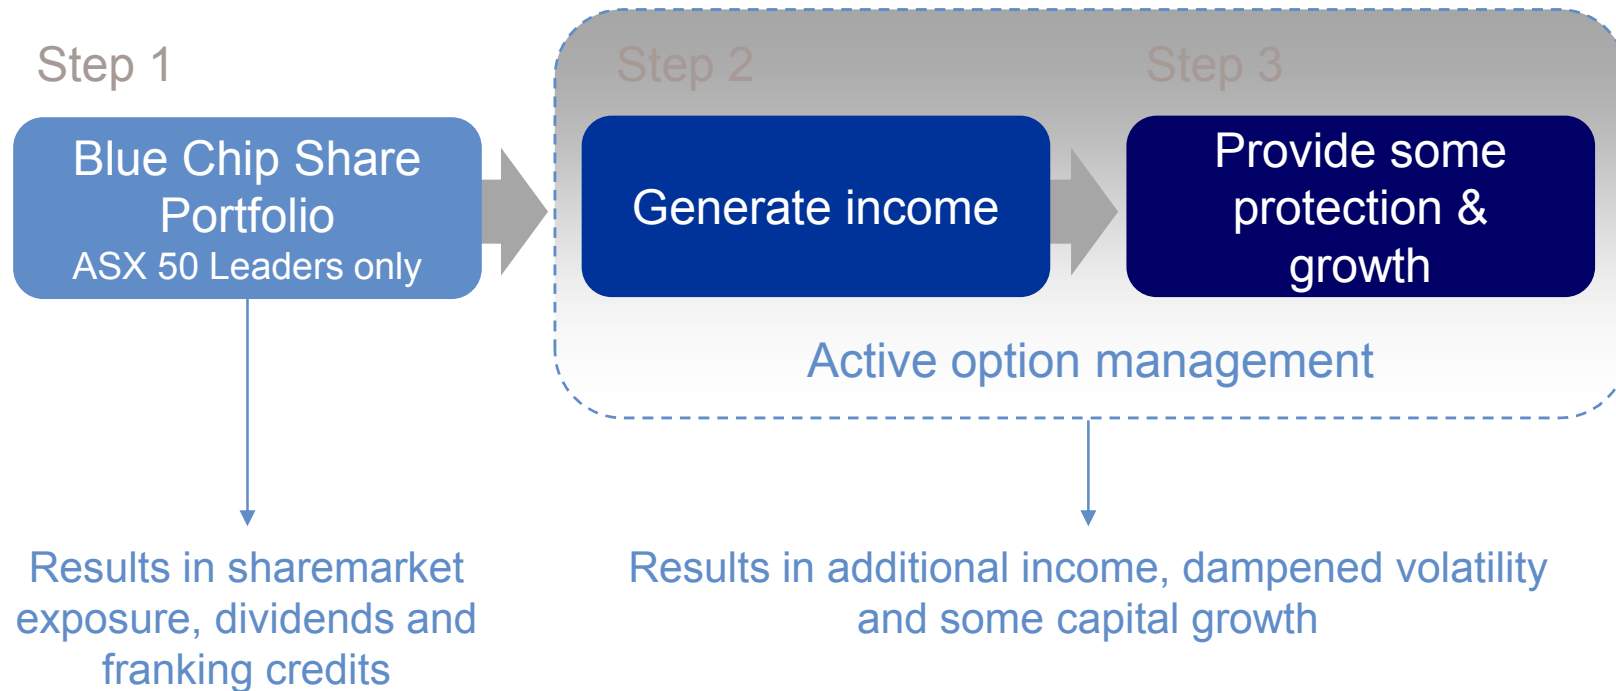 Step 1
Step 2
Step 3
Blue Chip Share
Portfolio
ASX 50 Leaders only
Generate income
Provide some
protection &
growth
Active option management
Results in sharemarket
exposure, dividends and
franking credits
Results in additional income, dampened volatility
and some capital growth